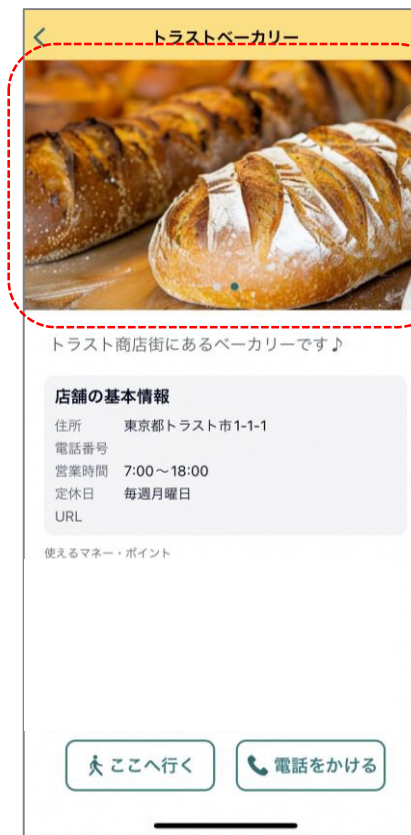 トラストベーカリー
トラスト商店街にあるベーカリーです♪
店舗の基本情報
住所 東京都トラスト市1-1-1
電話番号
営業時間 7:00～18:00
定休日 毎週月曜日
URL
使えるマネー・ポイント
ここへ行く 電話をかける